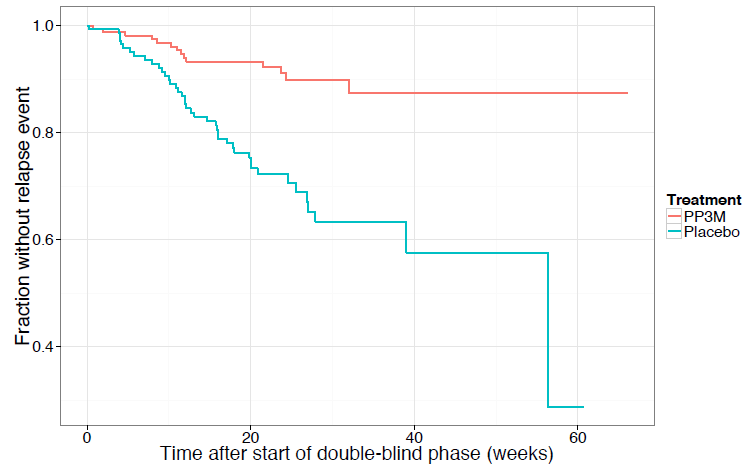 1.0
0.8
0.6
0.4
Fraction without relapse event
0
20
40
60
Time after start of double-blind phase (weeks)
Treatment
PP3M
Placebo